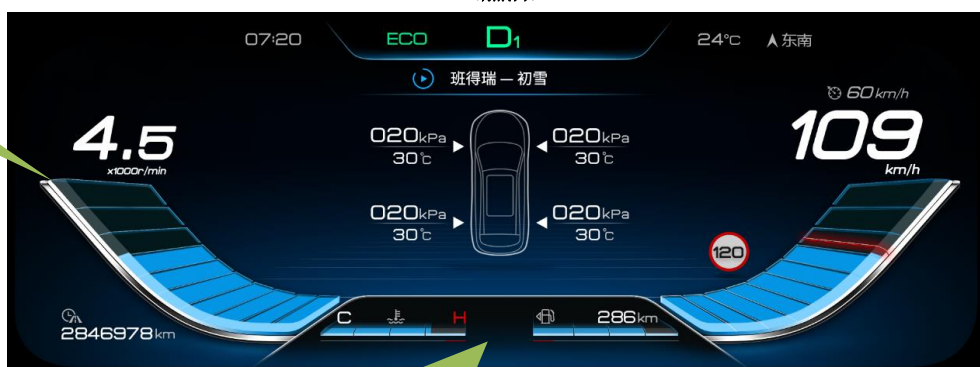 07:20
ECO
D1
24°C
东南
班得瑞 — 初雪
60km/h
4.5
x1000r/min
109
km/h
020kPa
30℃
020kPa
30℃
020kPa
30℃
020kPa
30℃
120
2846978km
C
H
286km